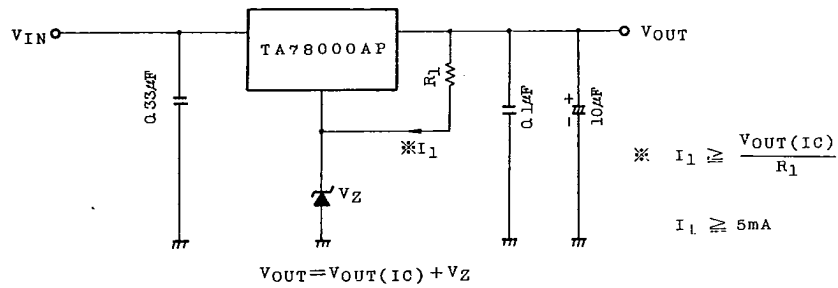 VIN
TA78000AP
VOUT
0.33μF
R1
0.1μF
+
-
10μF
※I1
VZ
※ I1 ≧ VOUT(IC)
R1
I1 ≧ 5mA
VOUT=VOUT(IC)+VZ